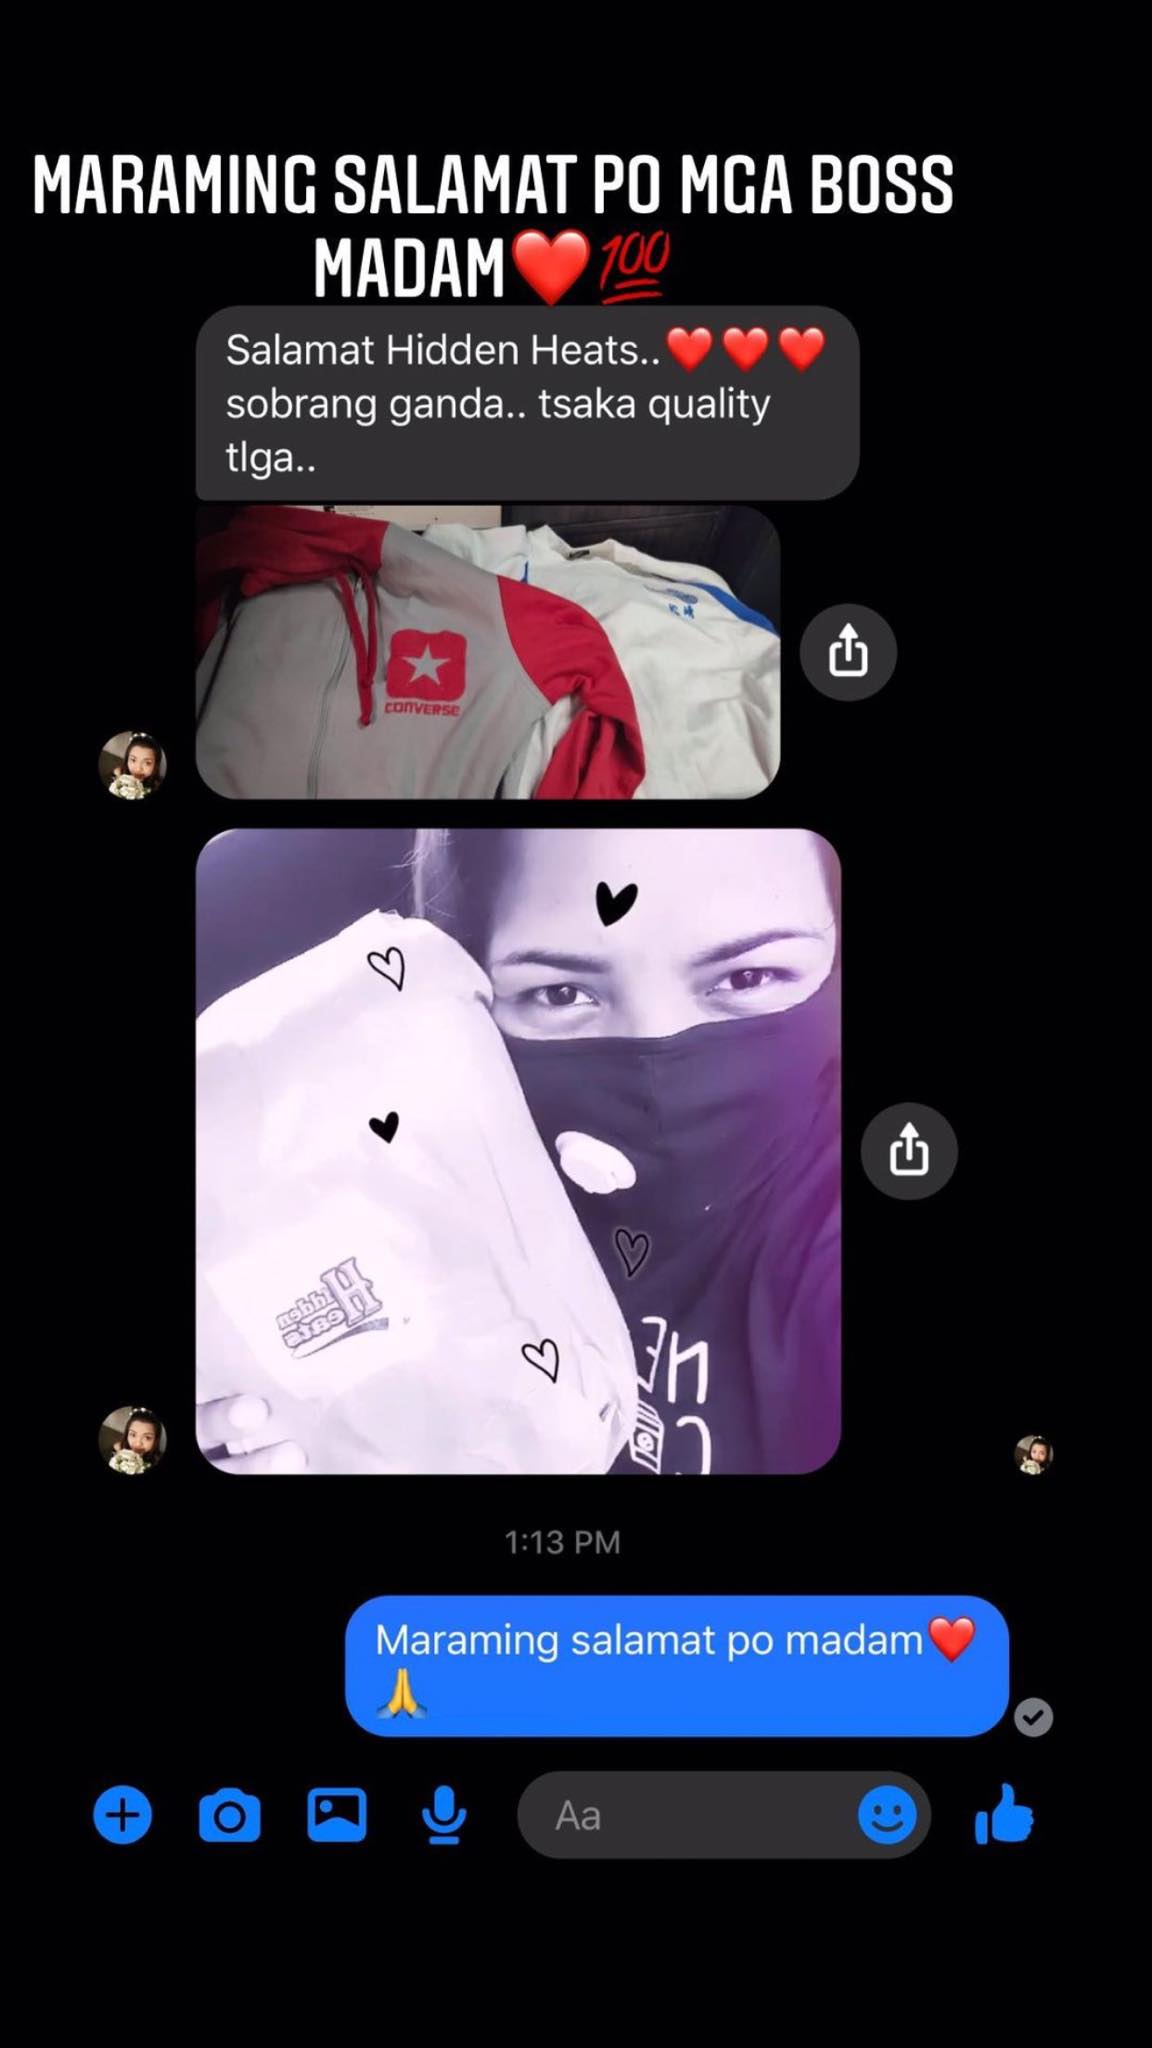 MARAMING SALAMAT PO MGA BOSS
MADAM❤️💯
Salamat Hidden Heats..❤️❤️❤️
sobrang ganda.. tsaka quality
tlga..
CONVERSE
Hidden
Heats
1:13 PM
Maraming salamat po madam❤️
🙏
Aa